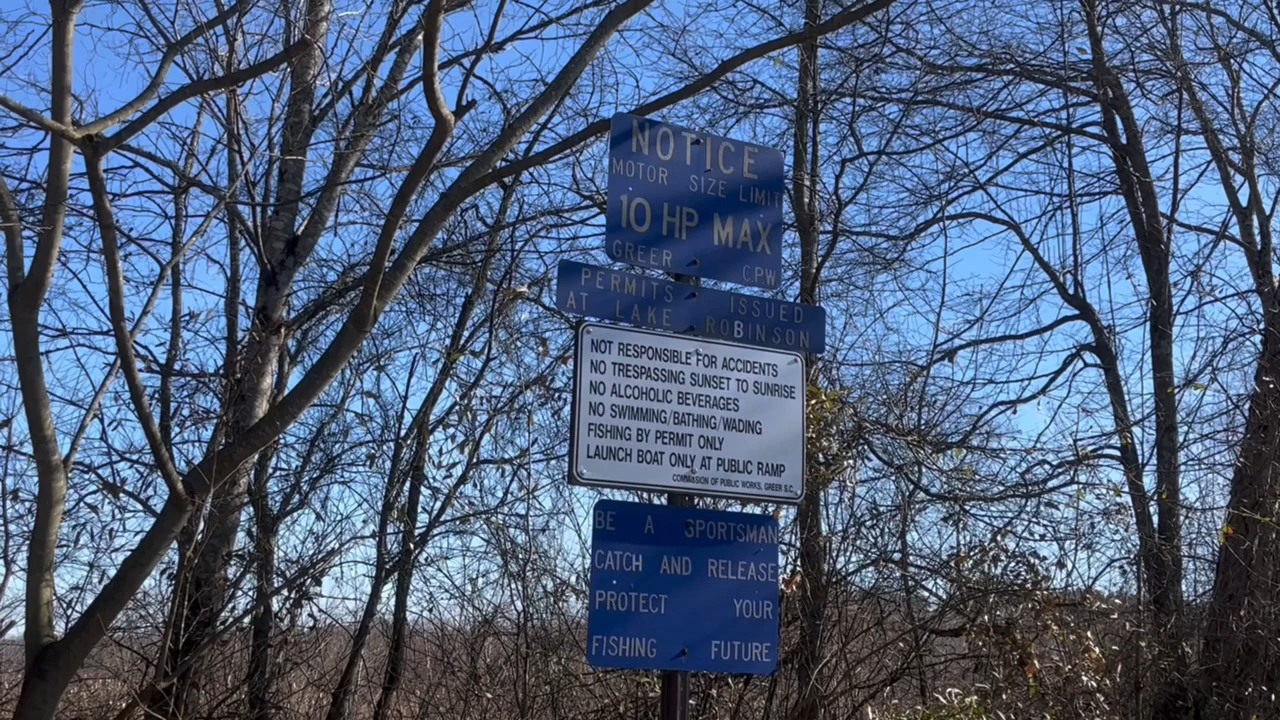 NOTICE
MOTOR SIZE LIMIT
10 HP MAX
GREER CPW
PERMITS ISSUED
AT LAKE ROBINSON
NOT RESPONSIBLE FOR ACCIDENTS
NO TRESPASSING SUNSET TO SUNRISE
NO ALCOHOLIC BEVERAGES
NO SWIMMING/BATHING/WADING
FISHING BY PERMIT ONLY
LAUNCH BOAT ONLY AT PUBLIC RAMP
COMMISSION OF PUBLIC WORKS, GREER S.C.
BE A SPORTSMAN
CATCH AND RELEASE
PROTECT YOUR
FISHING FUTURE